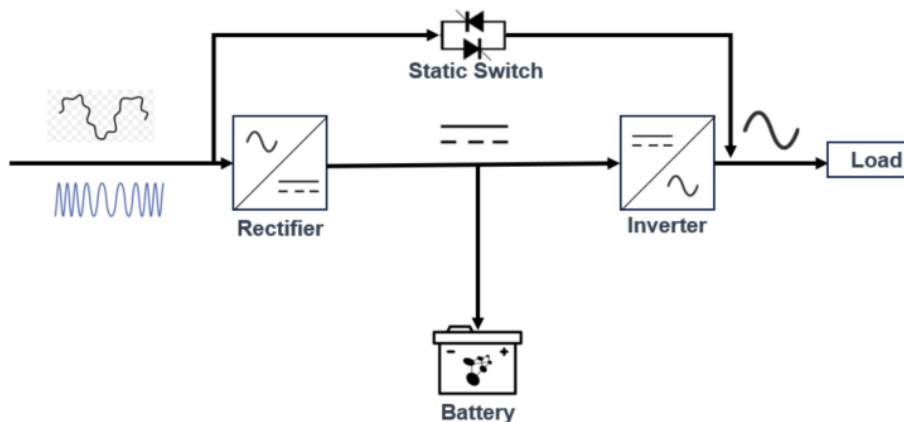 Static Switch
Load
Rectifier
Inverter
- +
Battery